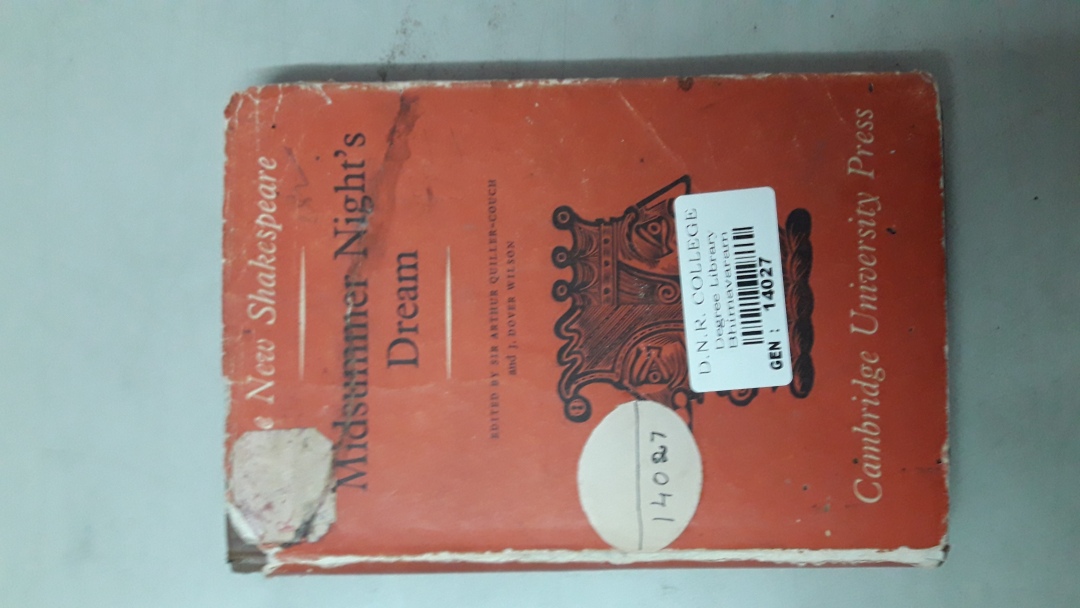 e New Shakespeare
Midsummer Night's
Dream
EDITED BY SIR ARTHUR QUILLER-COUCH
and J. DOVER WILSON
D.N.R. COLLEGE
Degree Library
Bhimavaram
GEN : 14027
14027
Cambridge University Press